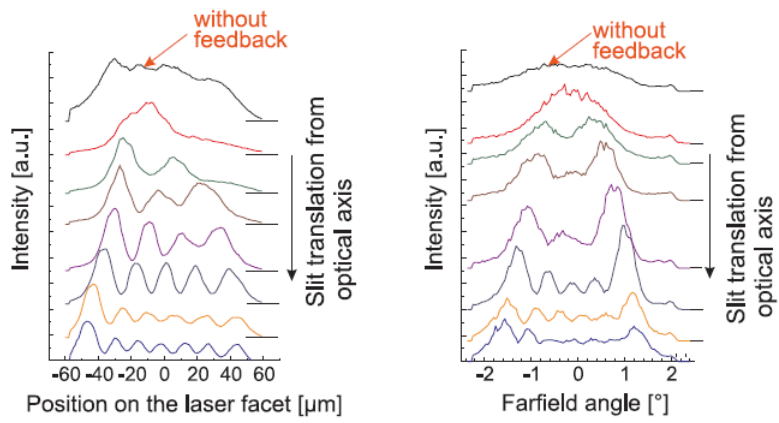 without
feedback
Intensity [a.u.]
Slit translation from
optical axis
-60 -40 -20 0 20 40 60
Position on the laser facet [µm]
without
feedback
Intensity [a.u.]
Slit translation from
optical axis
-2 -1 0 1 2
Farfield angle [°]